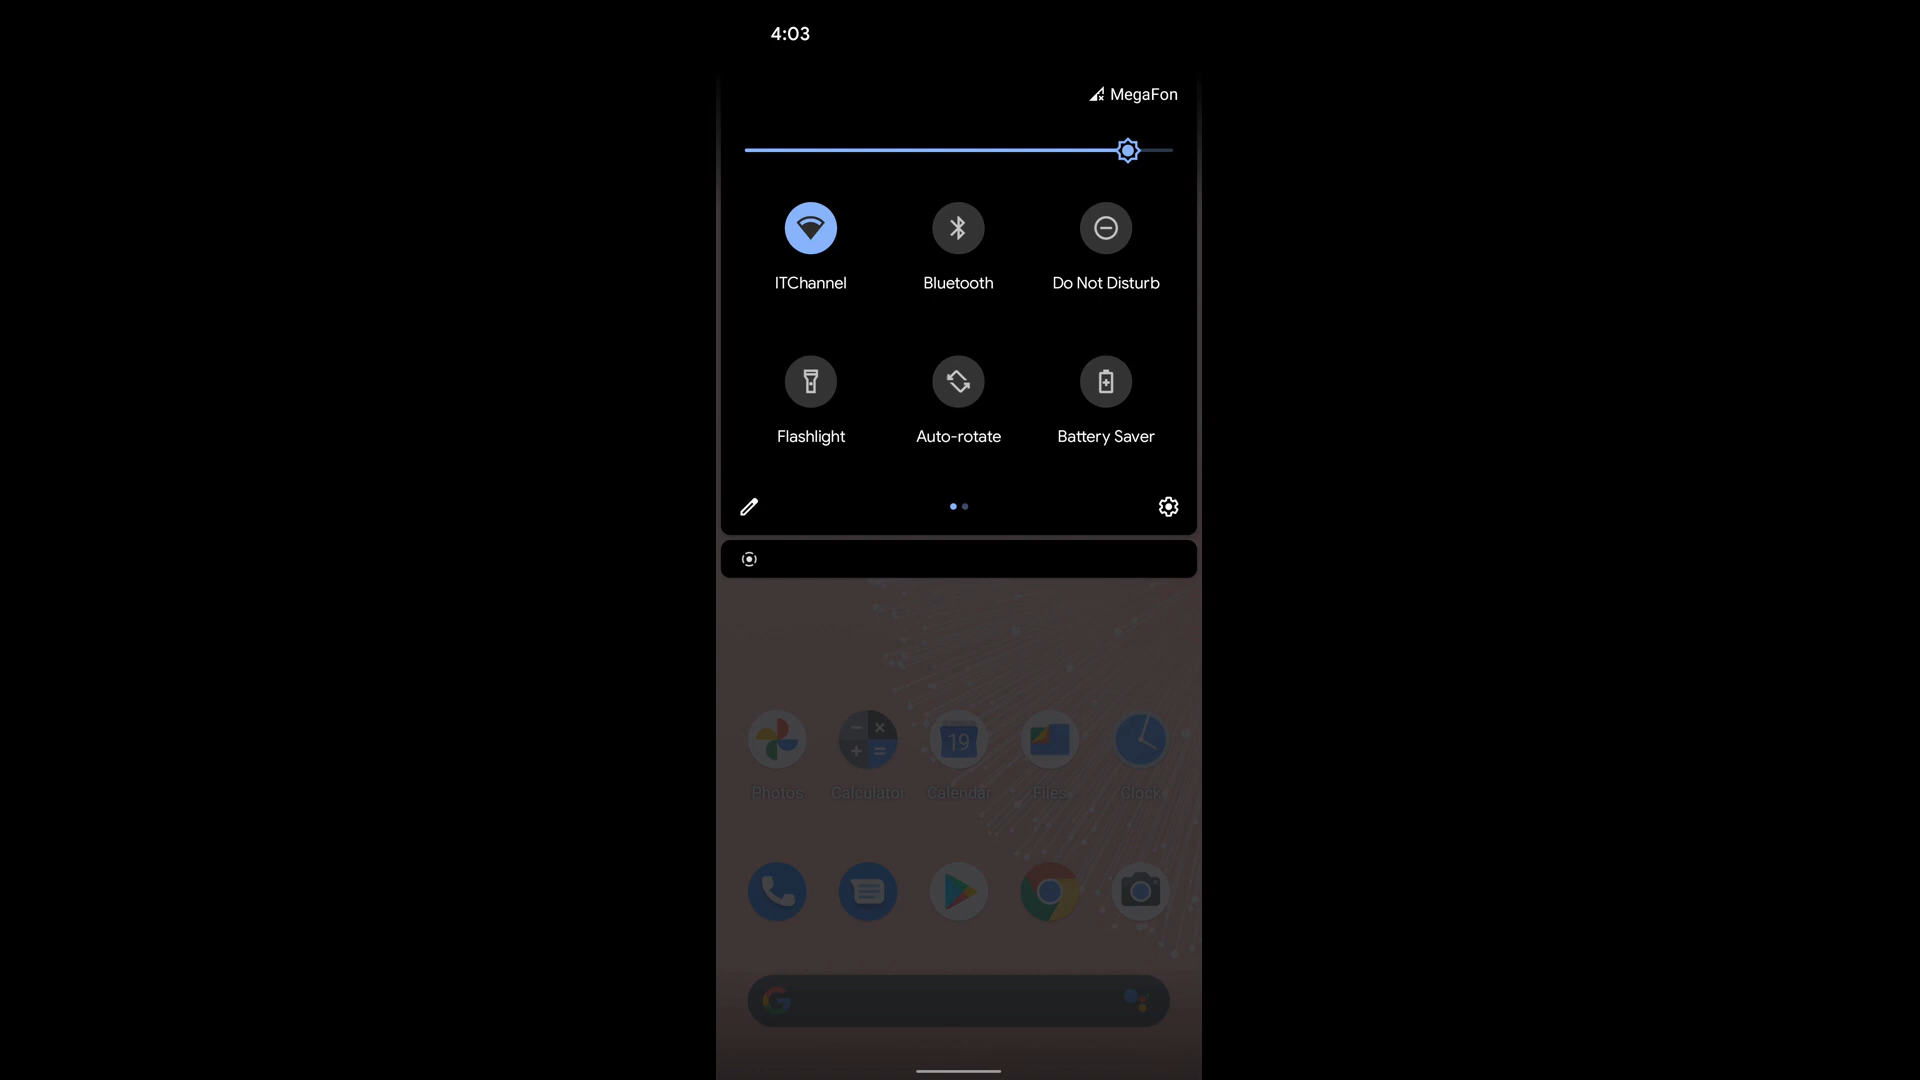 4:03
MegaFon
ITChannel Bluetooth Do Not Disturb
Flashlight Auto-rotate Battery Saver
19
Photos Calculator Calendar Files Clock